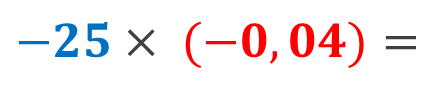 −25 × (−0,04) =